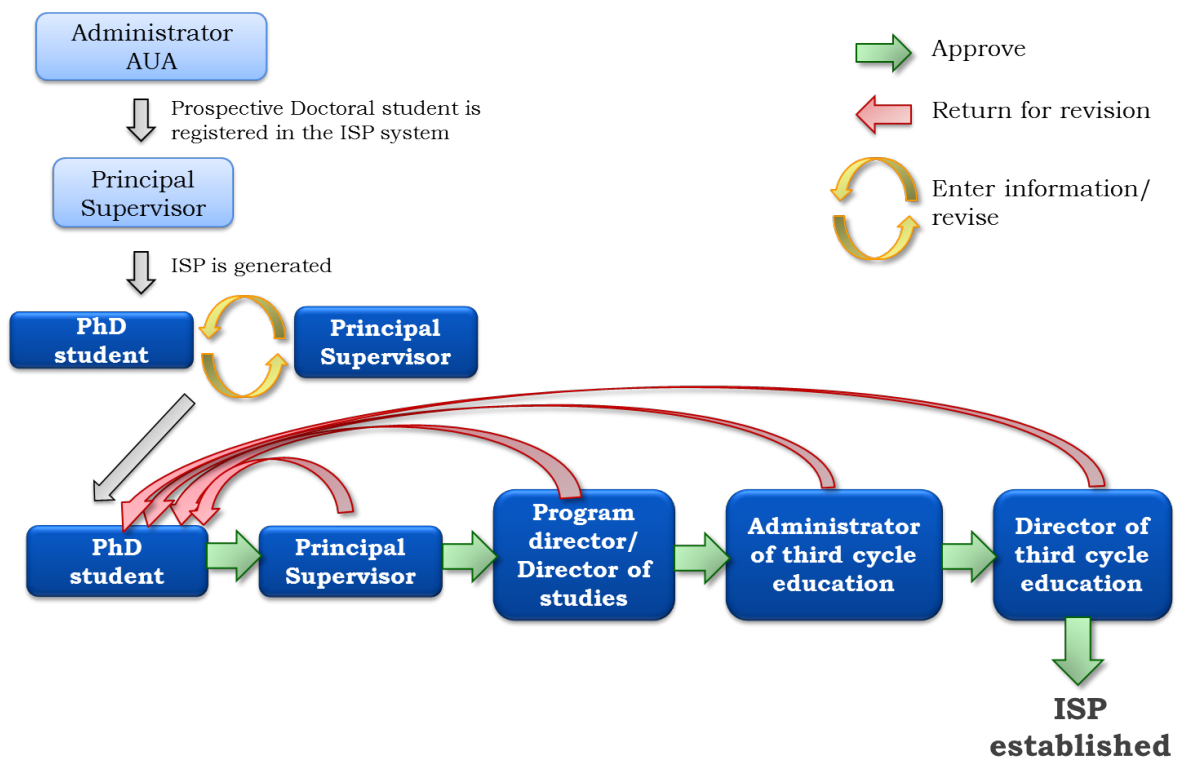 Administrator
AUA
Prospective Doctoral student is
registered in the ISP system
Principal
Supervisor
ISP is generated
PhD
student
Principal
Supervisor
Approve
Return for revision
Enter information/
revise
PhD
student
Principal
Supervisor
Program
director/
Director of
studies
Administrator
of third cycle
education
Director of
third cycle
education
ISP
established